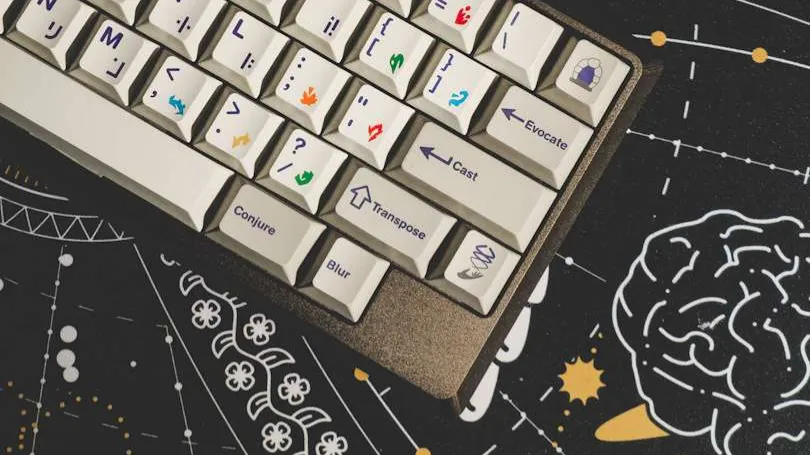 =
| \
{ [
} ]
Evocate
L
: ;
" '
Cast
N
M
< ,
> .
? /
Transpose
Conjure
Blur